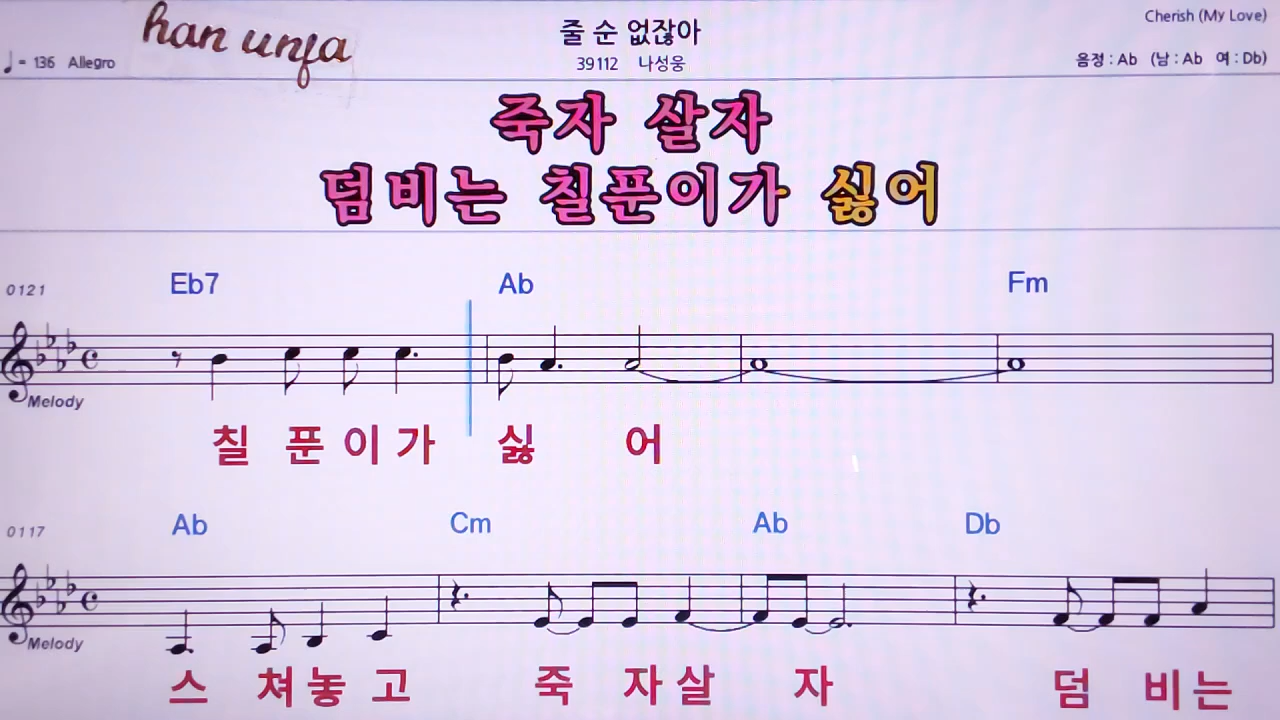 han unja
줄 순 없잖아
Cherish (My Love)
♩= 136 Allegro
39112 나성웅
음정 : Ab (남 : Ab 여 : Db)
죽자 살자
덤비는 칠푼이가 싫어
0121 Eb7 Ab Fm
Melody
칠 푼 이 가 싫 어
0117 Ab Cm Ab Db
Melody
스 쳐 놓 고 죽 자 살 자 덤 비 는